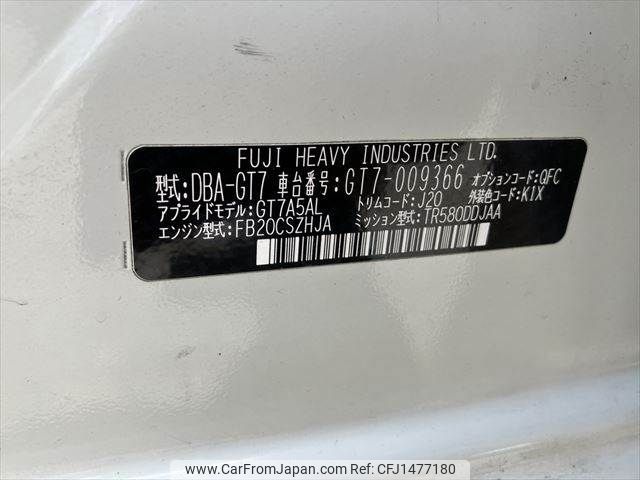 FUJI HEAVY INDUSTRIES LTD.
型式:DBA-GT7 車台番号:GT7-009366 オプションコード:QFC
アプライドモデル:GT7A5AL トリムコード:J20 外装色コード:K1X
エンジン型式:FB20CSZHJA ミッション型式:TR580DDJAA
www.CarFromJapan.com - CFJ1477180